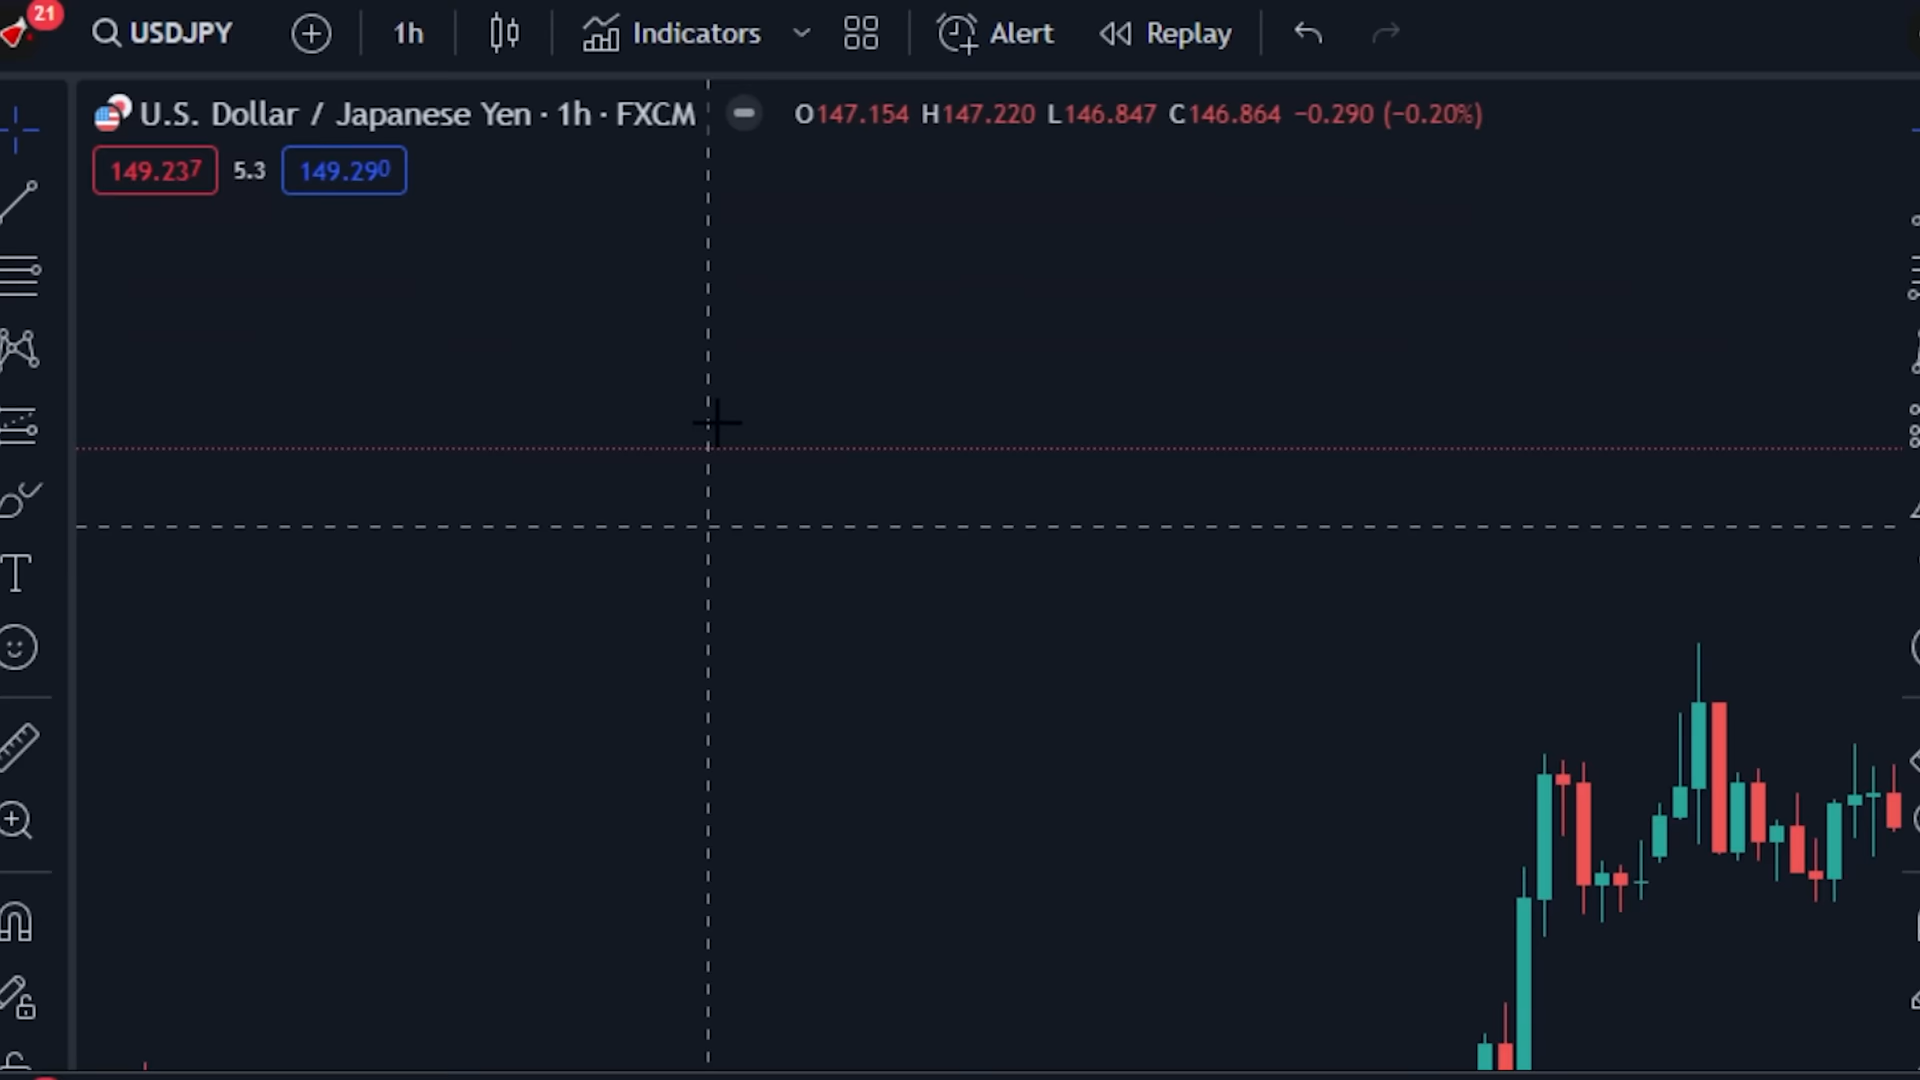 21
USDJPY 1h Indicators Alert Replay
U.S. Dollar / Japanese Yen · 1h · FXCM O147.154 H147.220 L146.847 C146.864 −0.290 (−0.20%)
149.237 5.3 149.290
T